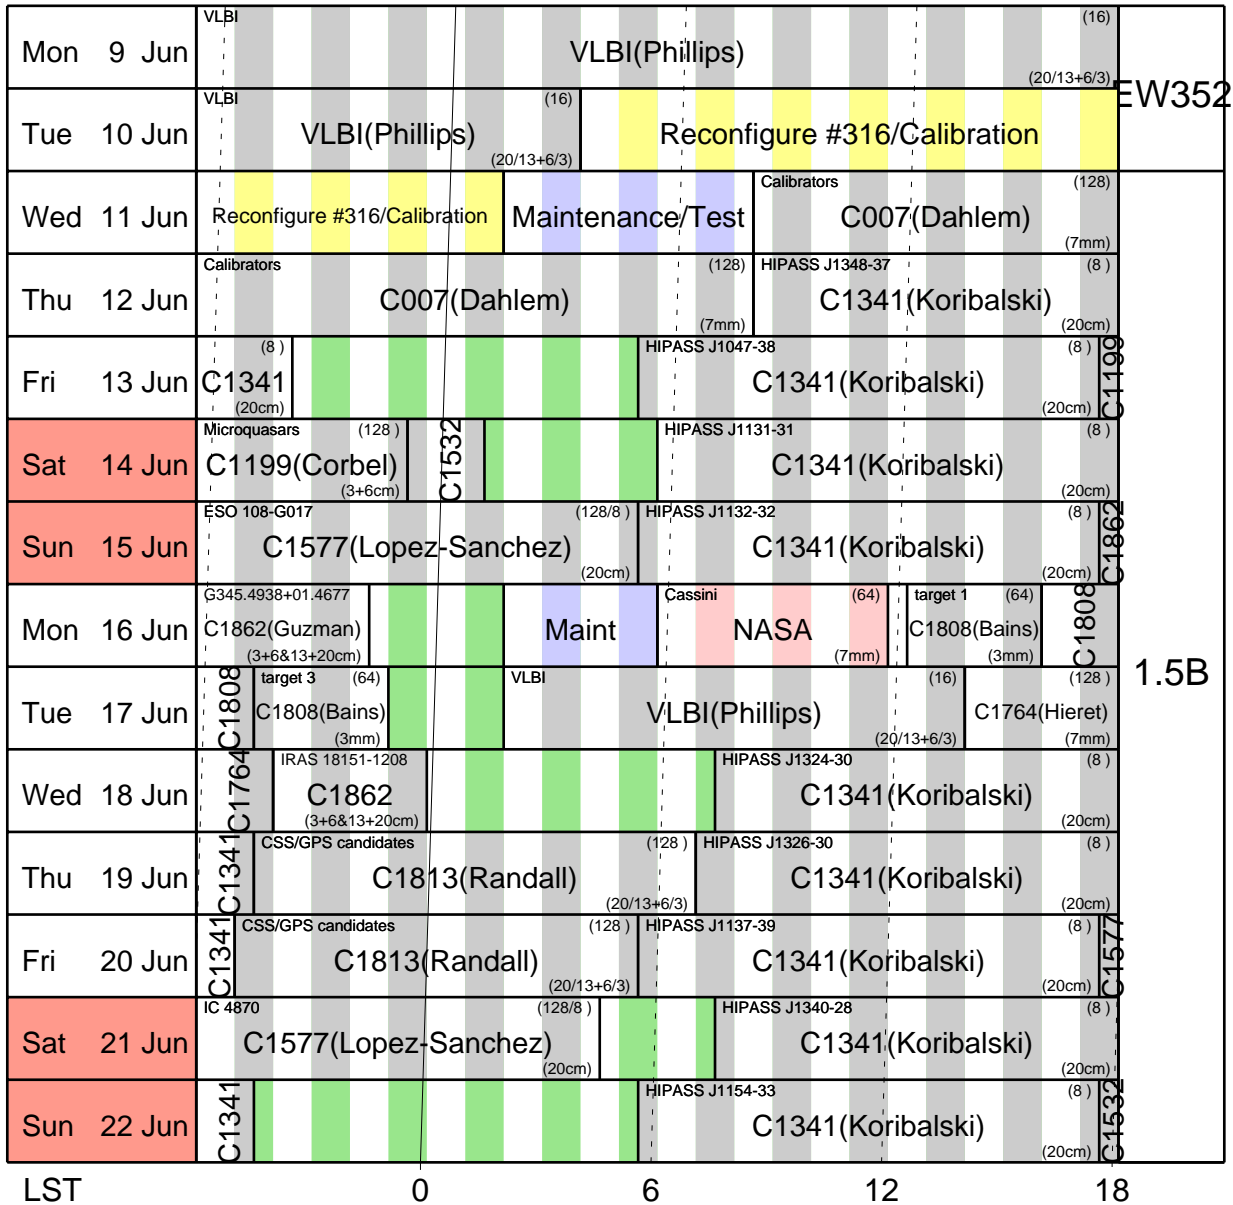 VLBI (16)
Mon 9 Jun VLBI(Phillips)
(20/13+6/3)
EW352
VLBI (16)
Tue 10 Jun VLBI(Phillips) Reconfigure #316/Calibration
(20/13+6/3)
Calibrators (128)
Wed 11 Jun Reconfigure #316/Calibration Maintenance/Test C007(Dahlem)
(7mm)
Calibrators (128) HIPASS J1348-37 (8 )
Thu 12 Jun C007(Dahlem) C1341(Koribalski)
(7mm) (20cm)
(8 ) HIPASS J1047-38 (8 )
Fri 13 Jun C1341 C1341(Koribalski) C1199
(20cm) (20cm)
Microquasars (128 ) HIPASS J1131-31 (8 )
Sat 14 Jun C1199(Corbel) C1532 C1341(Koribalski)
(3+6cm) (20cm)
ESO 108-G017 (128/8 ) HIPASS J1132-32 (8 )
Sun 15 Jun C1577(Lopez-Sanchez) C1341(Koribalski) C1862
(20cm) (20cm)
G345.4938+01.4677 Cassini (64) target 1 (64)
Mon 16 Jun C1862(Guzman) Maint NASA C1808(Bains) C1808
(3+6&13+20cm) (7mm) (3mm)
1.5B
target 3 (64) VLBI (16) (128 )
Tue 17 Jun C1808 C1808(Bains) VLBI(Phillips) C1764(Hieret)
(3mm) (20/13+6/3) (7mm)
IRAS 18151-1208 HIPASS J1324-30 (8 )
Wed 18 Jun C1764 C1862 C1341(Koribalski)
(3+6&13+20cm) (20cm)
CSS/GPS candidates (128 ) HIPASS J1326-30 (8 )
Thu 19 Jun C1341 C1813(Randall) C1341(Koribalski)
(20/13+6/3) (20cm)
CSS/GPS candidates (128 ) HIPASS J1137-39 (8 )
Fri 20 Jun C1341 C1813(Randall) C1341(Koribalski) C1577
(20/13+6/3) (20cm)
IC 4870 (128/8 ) HIPASS J1340-28 (8 )
Sat 21 Jun C1577(Lopez-Sanchez) C1341(Koribalski)
(20cm) (20cm)
HIPASS J1154-33 (8 )
Sun 22 Jun C1341 C1341(Koribalski) C1532
(20cm)
LST 0 6 12 18